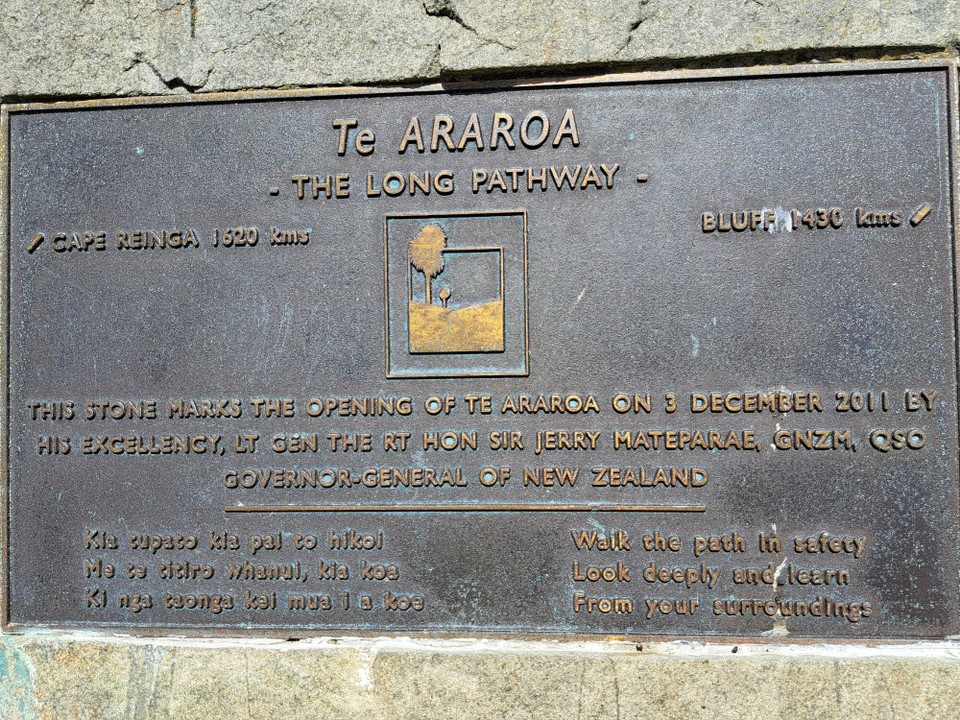 Te ARAROA
- THE LONG PATHWAY -
CAPE REINGA 1620 kms
BLUFF 1430 kms
THIS STONE MARKS THE OPENING OF TE ARAROA ON 3 DECEMBER 2011 BY
HIS EXCELLENCY, LT GEN THE RT HON SIR JERRY MATEPARAE, GNZM, QSO
GOVERNOR-GENERAL OF NEW ZEALAND
Kia tupato kia pai to hikoi
Me te titiro whanui, kia koa
Ki nga taonga kei mua i a koe
Walk the path in safety
Look deeply and learn
From your surroundings